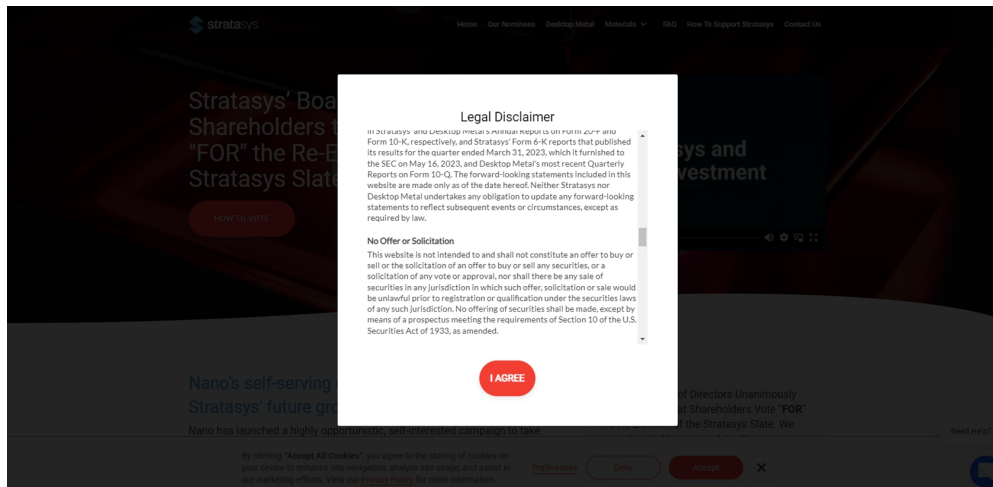 stratasys
Home Our Nominees Desktop Metal Materials FAQ How To Support Stratasys Contact Us
Stratasys' Boa
Shareholders t
"FOR" the Re-E
Stratasys Slate
HOW TO VOTE
sys and
vestment
Legal Disclaimer
in Stratasys' and Desktop Metal's Annual Reports on Form 20-F and
Form 10-K, respectively, and Stratasys' Form 6-K reports that published
its results for the quarter ended March 31, 2023, which it furnished to
the SEC on May 16, 2023, and Desktop Metal's most recent Quarterly
Reports on Form 10-Q. The forward-looking statements included in this
website are made only as of the date hereof. Neither Stratasys nor
Desktop Metal undertakes any obligation to update any forward-looking
statements to reflect subsequent events or circumstances, except as
required by law.
No Offer or Solicitation
This website is not intended to and shall not constitute an offer to buy or
sell or the solicitation of an offer to buy or sell any securities, or a
solicitation of any vote or approval, nor shall there be any sale of
securities in any jurisdiction in which such offer, solicitation or sale would
be unlawful prior to registration or qualification under the securities laws
of any such jurisdiction. No offering of securities shall be made, except by
means of a prospectus meeting the requirements of Section 10 of the U.S.
Securities Act of 1933, as amended.
I AGREE
Nano's self-serving
Stratasys' future gro
Nano has launched a highly opportunistic, self-interested campaign to take
of Directors Unanimously
Shareholders Vote "FOR"
of the Stratasys Slate. We
Need Help?
By clicking "Accept All Cookies", you agree to the storing of cookies on
your device to enhance site navigation, analyze site usage, and assist in
our marketing efforts. View our Privacy Policy for more information.
Preferences
Deny
Accept